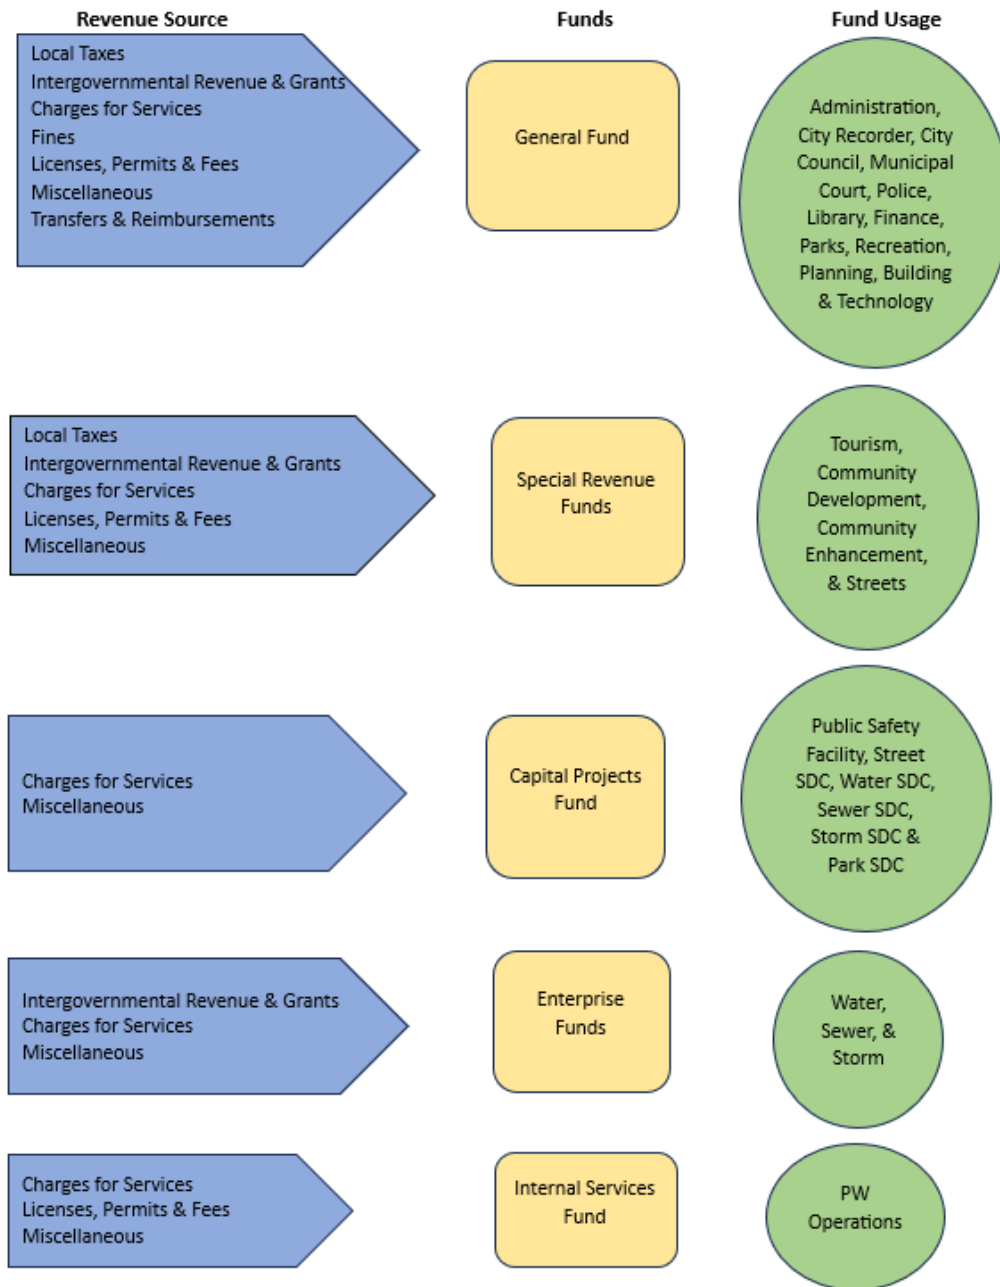 Revenue Source
Funds
Fund Usage
Local Taxes
Intergovernmental Revenue & Grants
Charges for Services
Fines
Licenses, Permits & Fees
Miscellaneous
Transfers & Reimbursements
General Fund
Administration,
City Recorder, City
Council, Municipal
Court, Police,
Library, Finance,
Parks, Recreation,
Planning, Building
& Technology
Local Taxes
Intergovernmental Revenue & Grants
Charges for Services
Licenses, Permits & Fees
Miscellaneous
Special Revenue
Funds
Tourism,
Community
Development,
Community
Enhancement,
& Streets
Charges for Services
Miscellaneous
Capital Projects
Fund
Public Safety
Facility, Street
SDC, Water SDC,
Sewer SDC,
Storm SDC &
Park SDC
Intergovernmental Revenue & Grants
Charges for Services
Miscellaneous
Enterprise
Funds
Water,
Sewer, &
Storm
Charges for Services
Licenses, Permits & Fees
Miscellaneous
Internal Services
Fund
PW
Operations